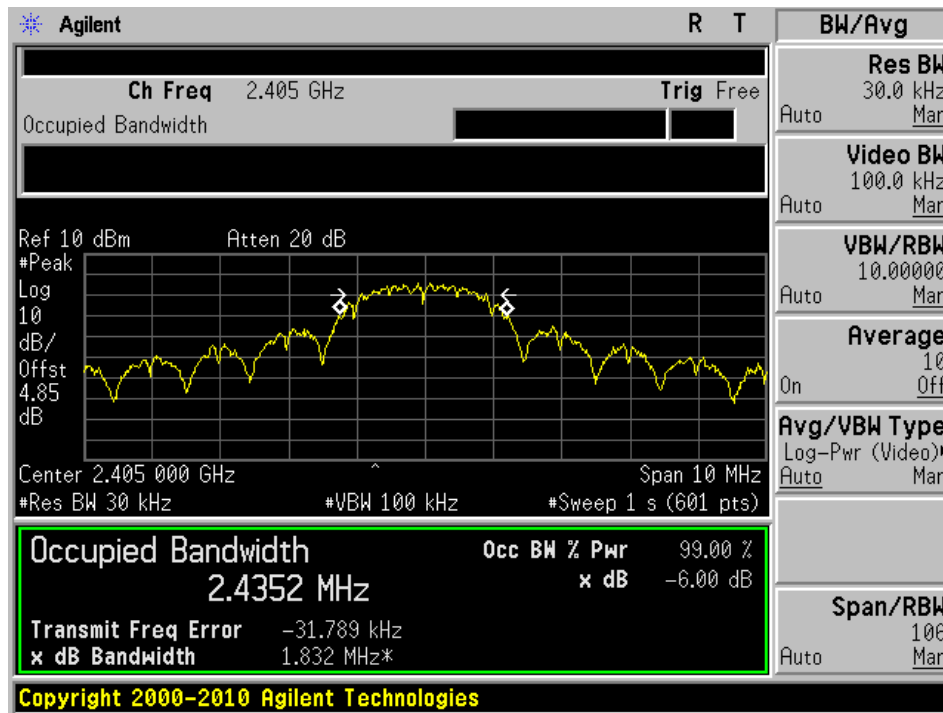 Agilent R T
Ch Freq 2.405 GHz Trig Free
Occupied Bandwidth
Ref 10 dBm Atten 20 dB
#Peak
Log
10
dB/
Offst
4.85
dB
Center 2.405 000 GHz ^ Span 10 MHz
#Res BW 30 kHz #VBW 100 kHz #Sweep 1 s (601 pts)
Occupied Bandwidth
2.4352 MHz
Occ BW % Pwr 99.00 %
x dB -6.00 dB
Transmit Freq Error -31.789 kHz
x dB Bandwidth 1.832 MHz*
Copyright 2000-2010 Agilent Technologies
BW/Avg
Res BW
30.0 kHz
Auto Man
Video BW
100.0 kHz
Auto Man
VBW/RBW
10.00000
Auto Man
Average
10
On Off
Avg/VBW Type
Log-Pwr (Video)
Auto Man
Span/RBW
106
Auto Man